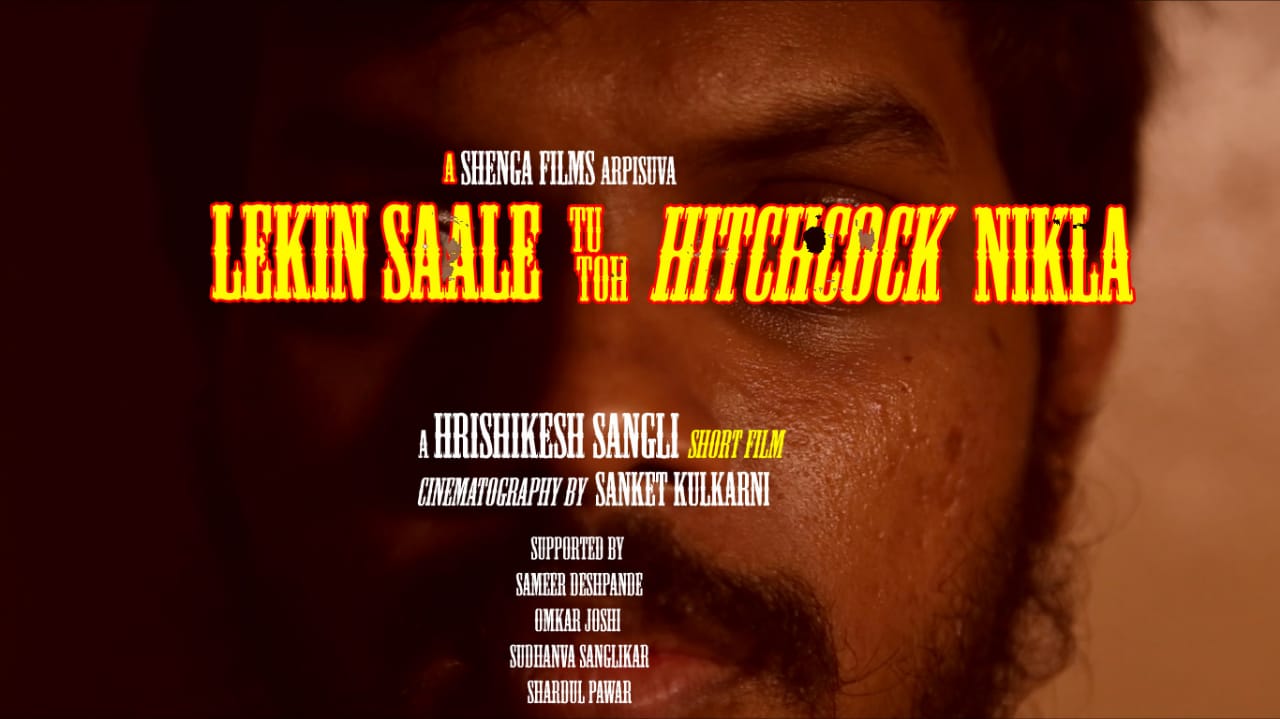 A SHENGA FILMS ARPISUVA
LEKIN SAALE TU TOH HITCHCOCK NIKLA
A HRISHIKESH SANGLI SHORT FILM
CINEMATOGRAPHY BY SANKET KULKARNI
SUPPORTED BY
SAMEER DESHPANDE
OMKAR JOSHI
SUDHANVA SANGLIKAR
SHARDUL PAWAR